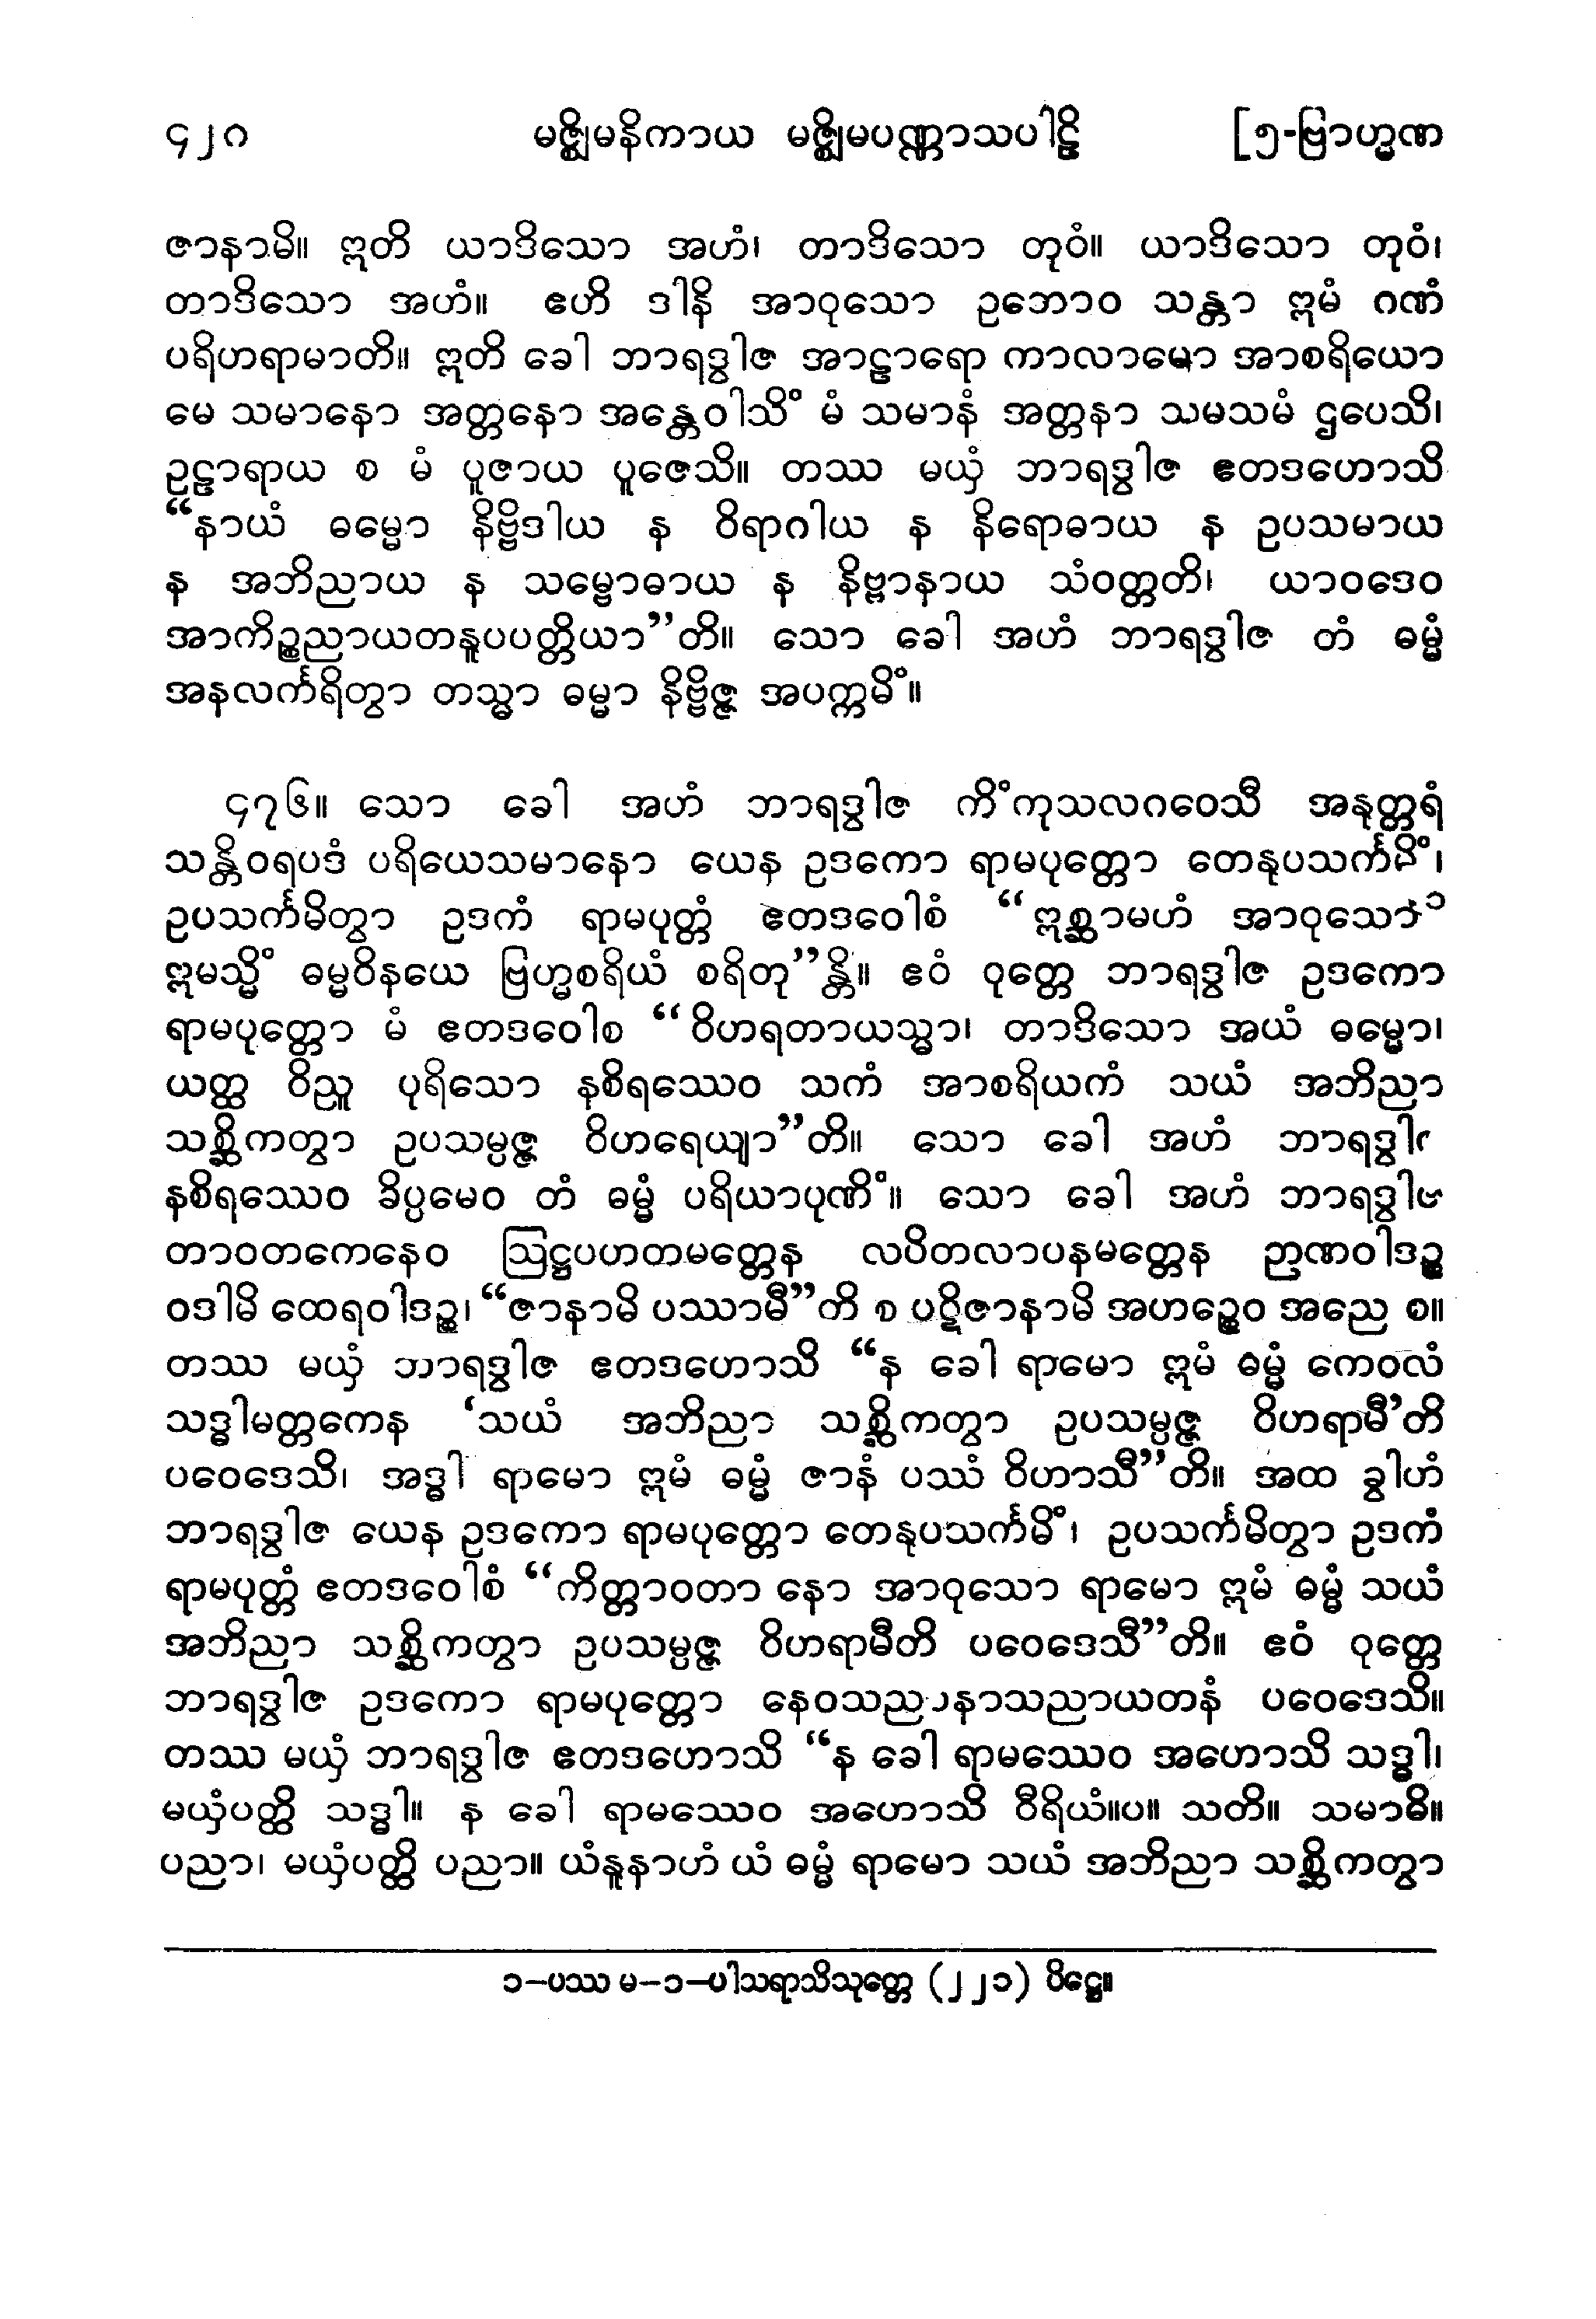 ၄၂၈ မဇ္ဈိမနိကာယ မဇ္ဈိမပဏ္ဏာသပါဠိ [၅-ဗြာဟ္မဏ
ဇာနာမိ။ ဣတိ ယာဒိသော အဟံ၊ တာဒိသော တုဝံ။ ယာဒိသော တုဝံ၊
တာဒိသော အဟံ။ ဧဟိ ဒါနိ အာဝုသော ဥဘောဝ သန္တာ ဣမံ ဂဏံ
ပရိဟရာမာတိ။ ဣတိ ခေါ ဘာရဒွါဇ အာဠာရော ကာလာမော အာစရိယော
မေ သမာနော အတ္တနော အန္တေဝါသိံ မံ သမာနံ အတ္တနာ သမသမံ ဌပေသိ၊
ဥဠာရာယ စ မံ ပူဇာယ ပူဇေသိ။ တဿ မယှံ ဘာရဒွါဇ ဧတဒဟောသိ
“နာယံ ဓမ္မော နိဗ္ဗိဒါယ န ဝိရာဂါယ န နိရောဓာယ န ဥပသမာယ
န အဘိညာယ န သမ္ဗောဓာယ န နိဗ္ဗာနာယ သံဝတ္တတိ၊ ယာဝဒေဝ
အာကိဉ္စညာယတနူပပတ္တိယာ”တိ။ သော ခေါ အဟံ ဘာရဒွါဇ တံ ဓမ္မံ
အနလင်္ကရိတွာ တသ္မာ ဓမ္မာ နိဗ္ဗိဇ္ဇ အပက္ကမိံ။
၄၇၆။ သော ခေါ အဟံ ဘာရဒွါဇ ကိံကုသလဂဝေသီ အနုတ္တရံ
သန္တိဝရပဒံ ပရိယေသမာနော ယေန ဥဒကော ရာမပုတ္တော တေနုပသင်္ကမိံ၊
ဥပသင်္ကမိတွာ ဥဒကံ ရာမပုတ္တံ ဧတဒဝေါစံ “ဣစ္ဆာမဟံ အာဝုသော၁
ဣမသ္မိံ ဓမ္မဝိနယေ ဗြဟ္မစရိယံ စရိတု”န္တိ။ ဧဝံ ဝုတ္တေ ဘာရဒွါဇ ဥဒကော
ရာမပုတ္တော မံ ဧတဒဝေါစ “ဝိဟရတာယသ္မာ၊ တာဒိသော အယံ ဓမ္မော၊
ယတ္ထ ဝိညူ ပုရိသော နစိရဿေဝ သကံ အာစရိယကံ သယံ အဘိညာ
သစ္ဆိကတွာ ဥပသမ္ပဇ္ဇ ဝိဟရေယျာ”တိ။ သော ခေါ အဟံ ဘာရဒွါဇ
နစိရဿေဝ ခိပ္ပမေဝ တံ ဓမ္မံ ပရိယာပုဏိံ။ သော ခေါ အဟံ ဘာရဒွါဇ
တာဝတကေနေဝ ဩဋ္ဌပဟတမတ္တေန လပိတလာပနမတ္တေန ဉာဏဝါဒဉ္စ
ဝဒါမိ ထေရဝါဒဉ္စ၊ “ဇာနာမိ ပဿာမီ”တိ စ ပဋိဇာနာမိ အဟဉ္စေဝ အညေ စ။
တဿ မယှံ ဘာရဒွါဇ ဧတဒဟောသိ “န ခေါ ရာမော ဣမံ ဓမ္မံ ကေဝလံ
သဒ္ဓါမတ္တကေန ‘သယံ အဘိညာ သစ္ဆိကတွာ ဥပသမ္ပဇ္ဇ ဝိဟရာမီ’တိ
ပဝေဒေသိ၊ အဒ္ဓါ ရာမော ဣမံ ဓမ္မံ ဇာနံ ပဿံ ဝိဟာသီ”တိ။ အထ ခွါဟံ
ဘာရဒွါဇ ယေန ဥဒကော ရာမပုတ္တော တေနုပသင်္ကမိံ၊ ဥပသင်္ကမိတွာ ဥဒကံ
ရာမပုတ္တံ ဧတဒဝေါစံ “ကိတ္တာဝတာ နော အာဝုသော ရာမော ဣမံ ဓမ္မံ သယံ
အဘိညာ သစ္ဆိကတွာ ဥပသမ္ပဇ္ဇ ဝိဟရာမီတိ ပဝေဒေသီ”တိ။ ဧဝံ ဝုတ္တေ
ဘာရဒွါဇ ဥဒကော ရာမပုတ္တော နေဝသညာနာသညာယတနံ ပဝေဒေသိ။
တဿ မယှံ ဘာရဒွါဇ ဧတဒဟောသိ “န ခေါ ရာမဿေဝ အဟောသိ သဒ္ဓါ၊
မယှံပတ္ထိ သဒ္ဓါ။ န ခေါ ရာမဿေဝ အဟောသိ ဝီရိယံ။ပ။ သတိ။ သမာဓိ။
ပညာ၊ မယှံပတ္ထိ ပညာ။ ယံနူနာဟံ ယံ ဓမ္မံ ရာမော သယံ အဘိညာ သစ္ဆိကတွာ
၁-ပဿ မ-၁-ပါသရာသိသုတ္တေ (၂၂၁) ပိဋ္ဌေ။